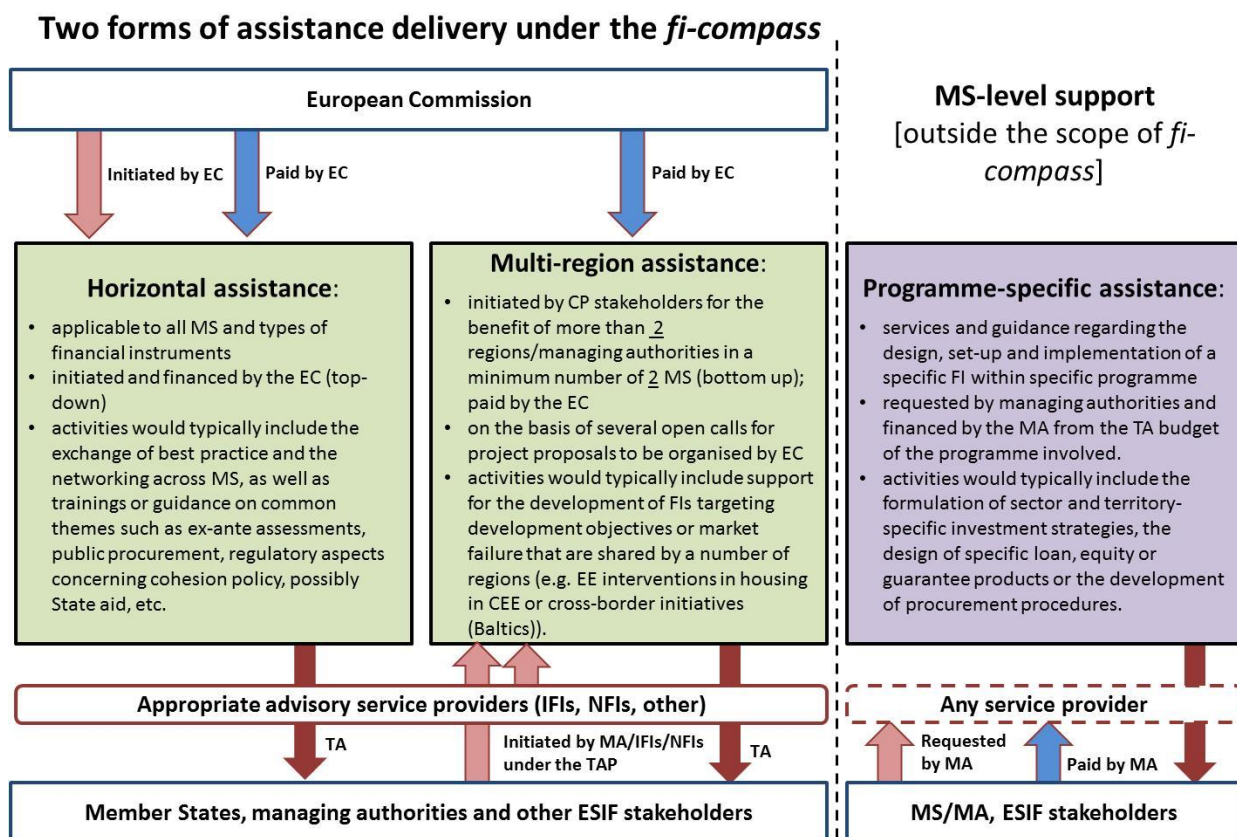 Two forms of assistance delivery under the fi-compass
European Commission
Initiated by EC
Paid by EC
Paid by EC
Horizontal assistance:
• applicable to all MS and types of
financial instruments
• initiated and financed by the EC (top-
down)
• activities would typically include the
exchange of best practice and the
networking across MS, as well as
trainings or guidance on common
themes such as ex-ante assessments,
public procurement, regulatory aspects
concerning cohesion policy, possibly
State aid, etc.
Multi-region assistance:
• initiated by CP stakeholders for the
benefit of more than 2
regions/managing authorities in a
minimum number of 2 MS (bottom up);
paid by the EC
• on the basis of several open calls for
project proposals to be organised by EC
• activities would typically include support
for the development of FIs targeting
development objectives or market
failure that are shared by a number of
regions (e.g. EE interventions in housing
in CEE or cross-border initiatives
(Baltics)).
Appropriate advisory service providers (IFIs, NFIs, other)
TA
Initiated by MA/IFIs/NFIs
under the TAP
TA
Member States, managing authorities and other ESIF stakeholders
MS-level support
[outside the scope of fi-
compass]
Programme-specific assistance:
• services and guidance regarding the
design, set-up and implementation of a
specific FI within specific programme
• requested by managing authorities and
financed by the MA from the TA budget
of the programme involved.
• activities would typically include the
formulation of sector and territory-
specific investment strategies, the
design of specific loan, equity or
guarantee products or the development
of procurement procedures.
Any service provider
Requested
by MA
Paid by MA
MS/MA, ESIF stakeholders